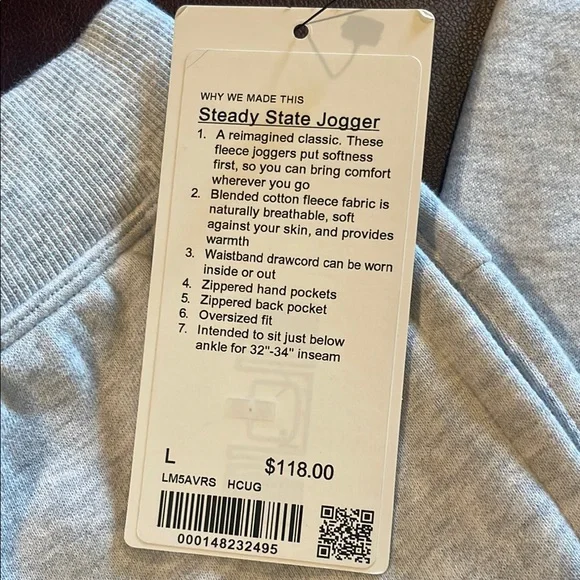 WHY WE MADE THIS
Steady State Jogger
1. A reimagined classic. These
fleece joggers put softness
first, so you can bring comfort
wherever you go
2. Blended cotton fleece fabric is
naturally breathable, soft
against your skin, and provides
warmth
3. Waistband drawcord can be worn
inside or out
4. Zippered hand pockets
5. Zippered back pocket
6. Oversized fit
7. Intended to sit just below
ankle for 32"-34" inseam
L $118.00
LM5AVRS HCUG
000148232495